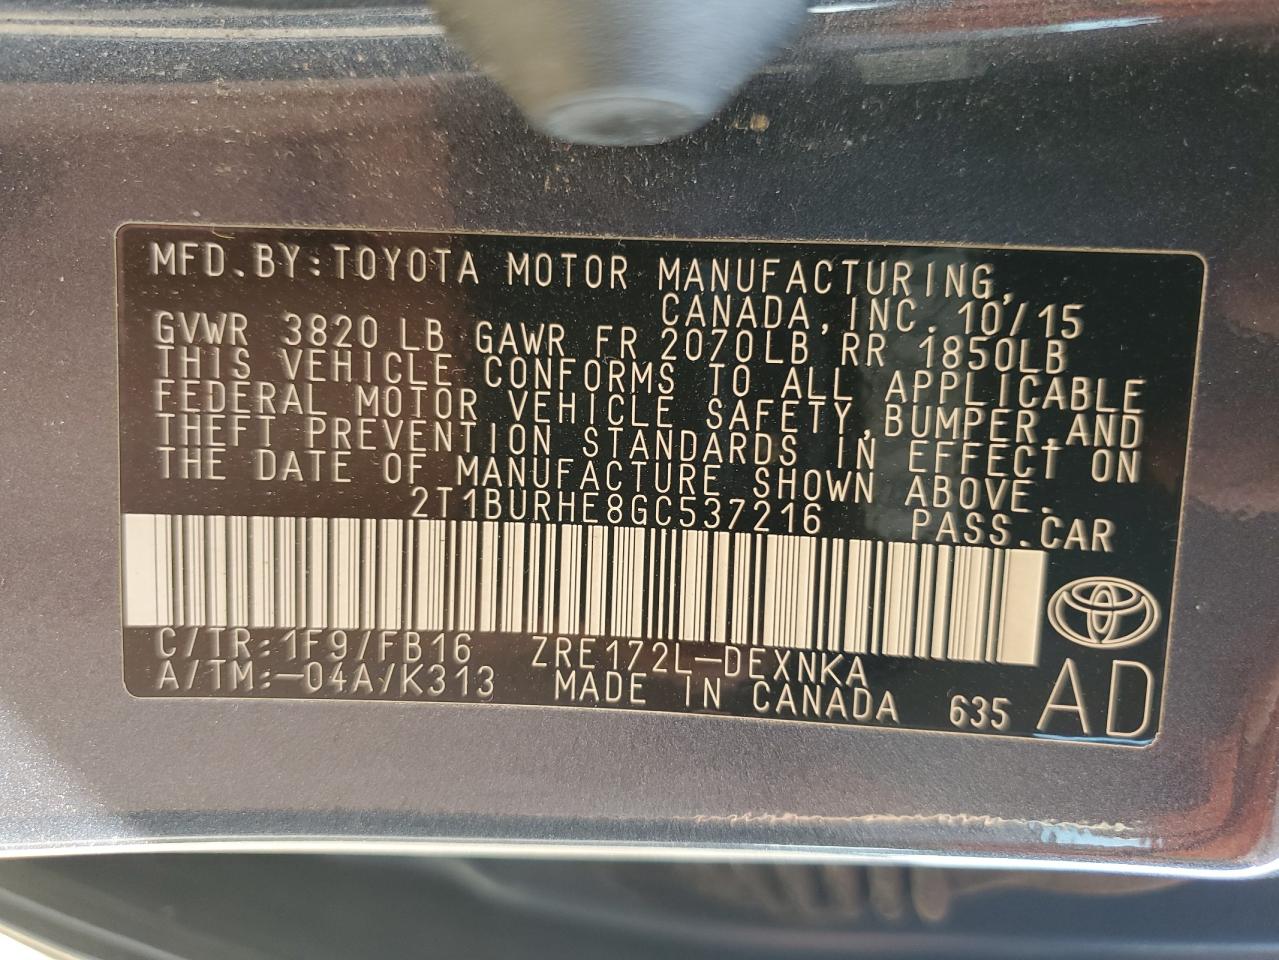 MFD.BY:TOYOTA MOTOR MANUFACTURING,
CANADA,INC. 10/15
GVWR 3820 LB GAWR FR 2070LB RR 1850LB
THIS VEHICLE CONFORMS TO ALL APPLICABLE
FEDERAL MOTOR VEHICLE SAFETY,BUMPER,AND
THEFT PREVENTION STANDARDS IN EFFECT ON
THE DATE OF MANUFACTURE SHOWN ABOVE.
2T1BURHE8GC537216 PASS.CAR
C/TR:1F9/FB16 ZRE172L-DEXNKA
A/TM:-04A/K313 MADE IN CANADA 635 AD